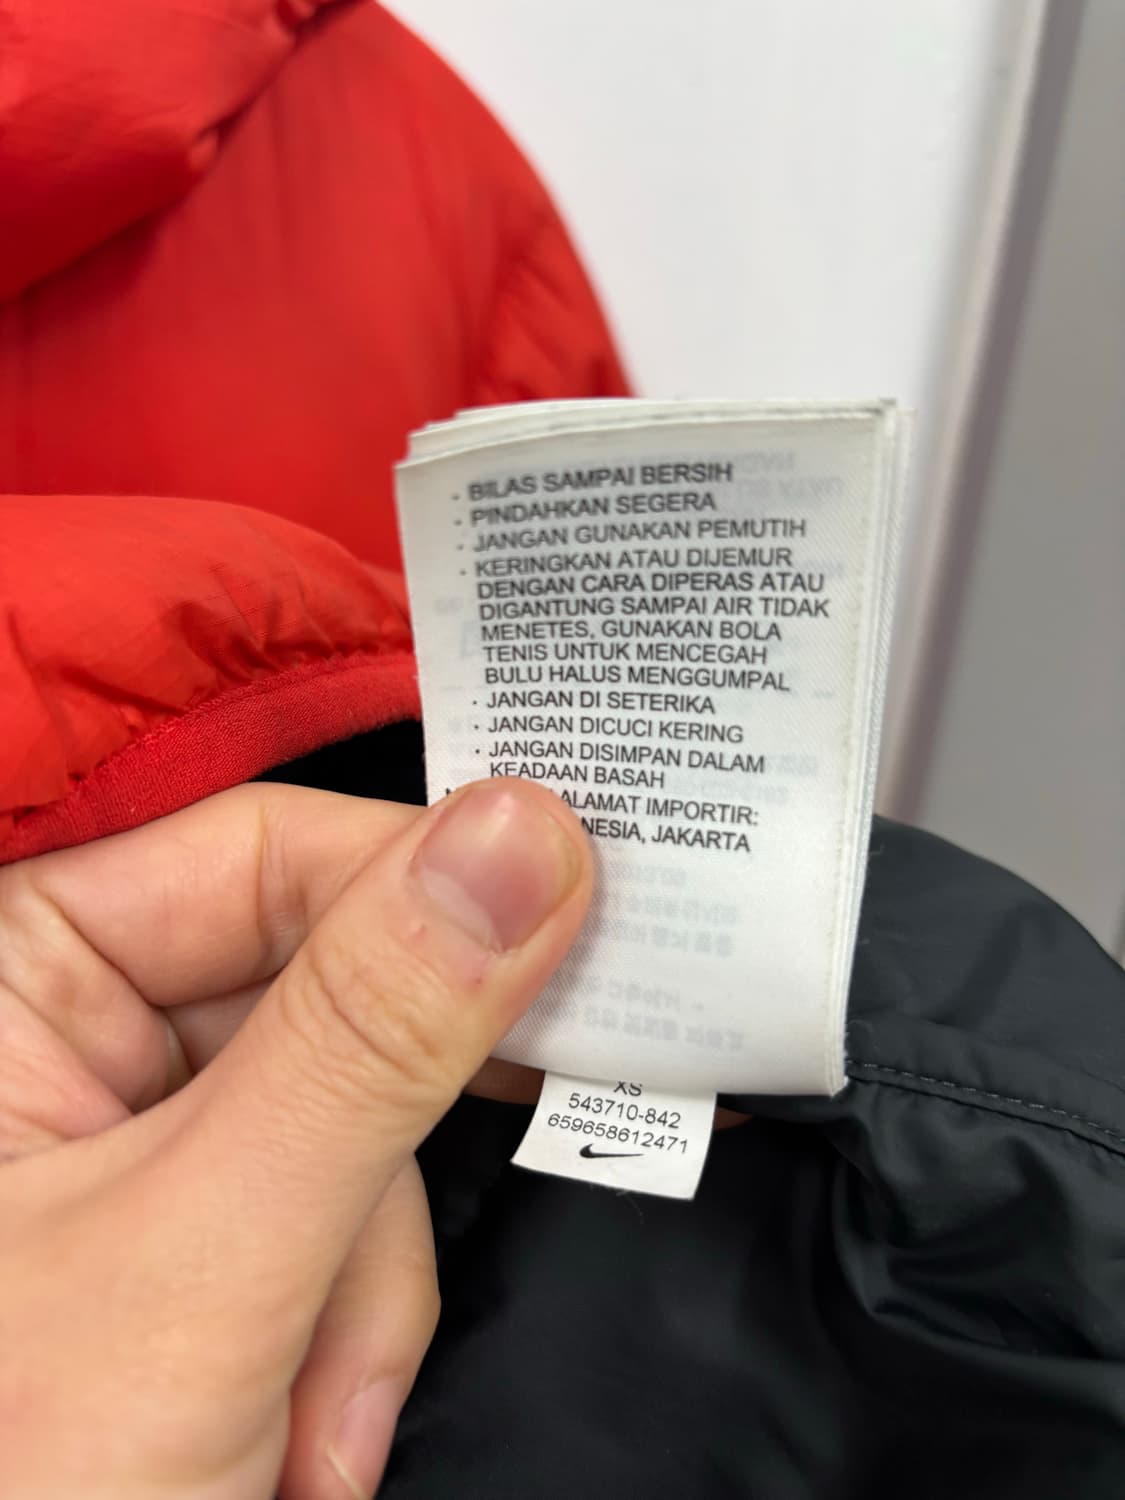 · BILAS SAMPAI BERSIH
· PINDAHKAN SEGERA
· JANGAN GUNAKAN PEMUTIH
· KERINGKAN ATAU DIJEMUR
DENGAN CARA DIPERAS ATAU
DIGANTUNG SAMPAI AIR TIDAK
MENETES, GUNAKAN BOLA
TENIS UNTUK MENCEGAH
BULU HALUS MENGGUMPAL
· JANGAN DI SETERIKA
· JANGAN DICUCI KERING
· JANGAN DISIMPAN DALAM
KEADAAN BASAH
ALAMAT IMPORTIR:
JAKARTA
XS
543710-842
659658612471